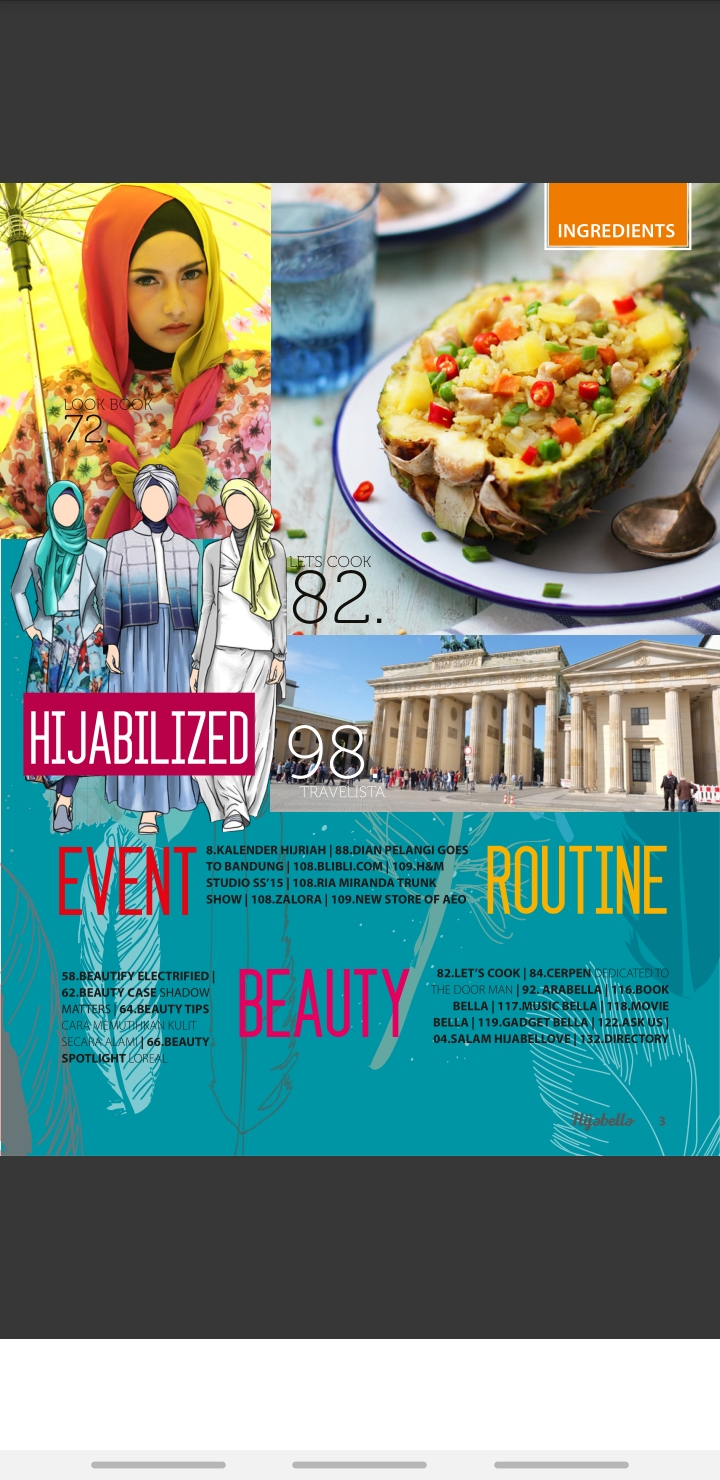 INGREDIENTS
LOOK BOOK
72.
LETS COOK
82.
HIJABILIZED
98
TRAVELISTA
EVENT
8.KALENDER HIJRIAH | 88.DIAN PELANGI GOES
TO BANDUNG | 108.BLIBLI.COM | 109.H&M
STUDIO SS'15 | 108.RIA MIRANDA TRUNK
SHOW | 108.ZALORA | 109.NEW STORE OF AEO
ROUTINE
58.BEAUTIFY ELECTRIFIED |
62.BEAUTY CASE SHADOW
MATTERS | 64.BEAUTY TIPS
CARA MEMUTIHKAN KULIT
SECARA ALAMI | 66.BEAUTY
SPOTLIGHT LOREAL
BEAUTY
82.LET'S COOK | 84.CERPEN DEDICATED TO
THE DOOR MAN | 92. ARABELLA | 116.BOOK
BELLA | 117.MUSIC BELLA | 118.MOVIE
BELLA | 119.GADGET BELLA | 122.ASK US |
04.SALAM HIJABELLOVE | 132.DIRECTORY
Hijabella 3